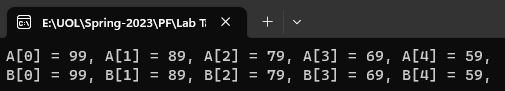 E:\UOL\Spring-2023\PF\Lab Ta
A[0] = 99, A[1] = 89, A[2] = 79, A[3] = 69, A[4] = 59,
B[0] = 99, B[1] = 89, B[2] = 79, B[3] = 69, B[4] = 59,